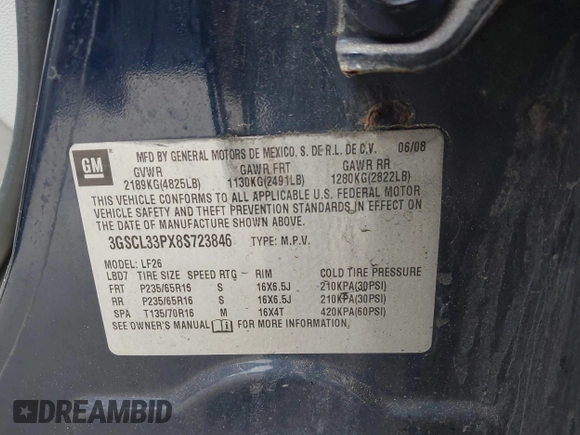 GM
MFD BY GENERAL MOTORS DE MEXICO, S. DE R.L. DE C.V. 06/08
GVWR GAWR FRT GAWR RR
2189KG(4825LB) 1130KG(2491LB) 1280KG(2822LB)
THIS VEHICLE CONFORMS TO ALL APPLICABLE U.S. FEDERAL MOTOR
VEHICLE SAFETY AND THEFT PREVENTION STANDARDS IN EFFECT ON
THE DATE OF MANUFACTURE SHOWN ABOVE.
3GSCL33PX8S723846 TYPE: M.P.V.
MODEL: LF26
LBD7 TIRE SIZE SPEED RTG RIM COLD TIRE PRESSURE
FRT P235/65R16 S 16X6.5J 210KPA(30PSI)
RR P235/65R16 S 16X6.5J 210KPA(30PSI)
SPA T135/70R16 M 16X4T 420KPA(60PSI)
SEE OWNER'S MANUAL FOR MORE INFORMATION.
DREAMBID